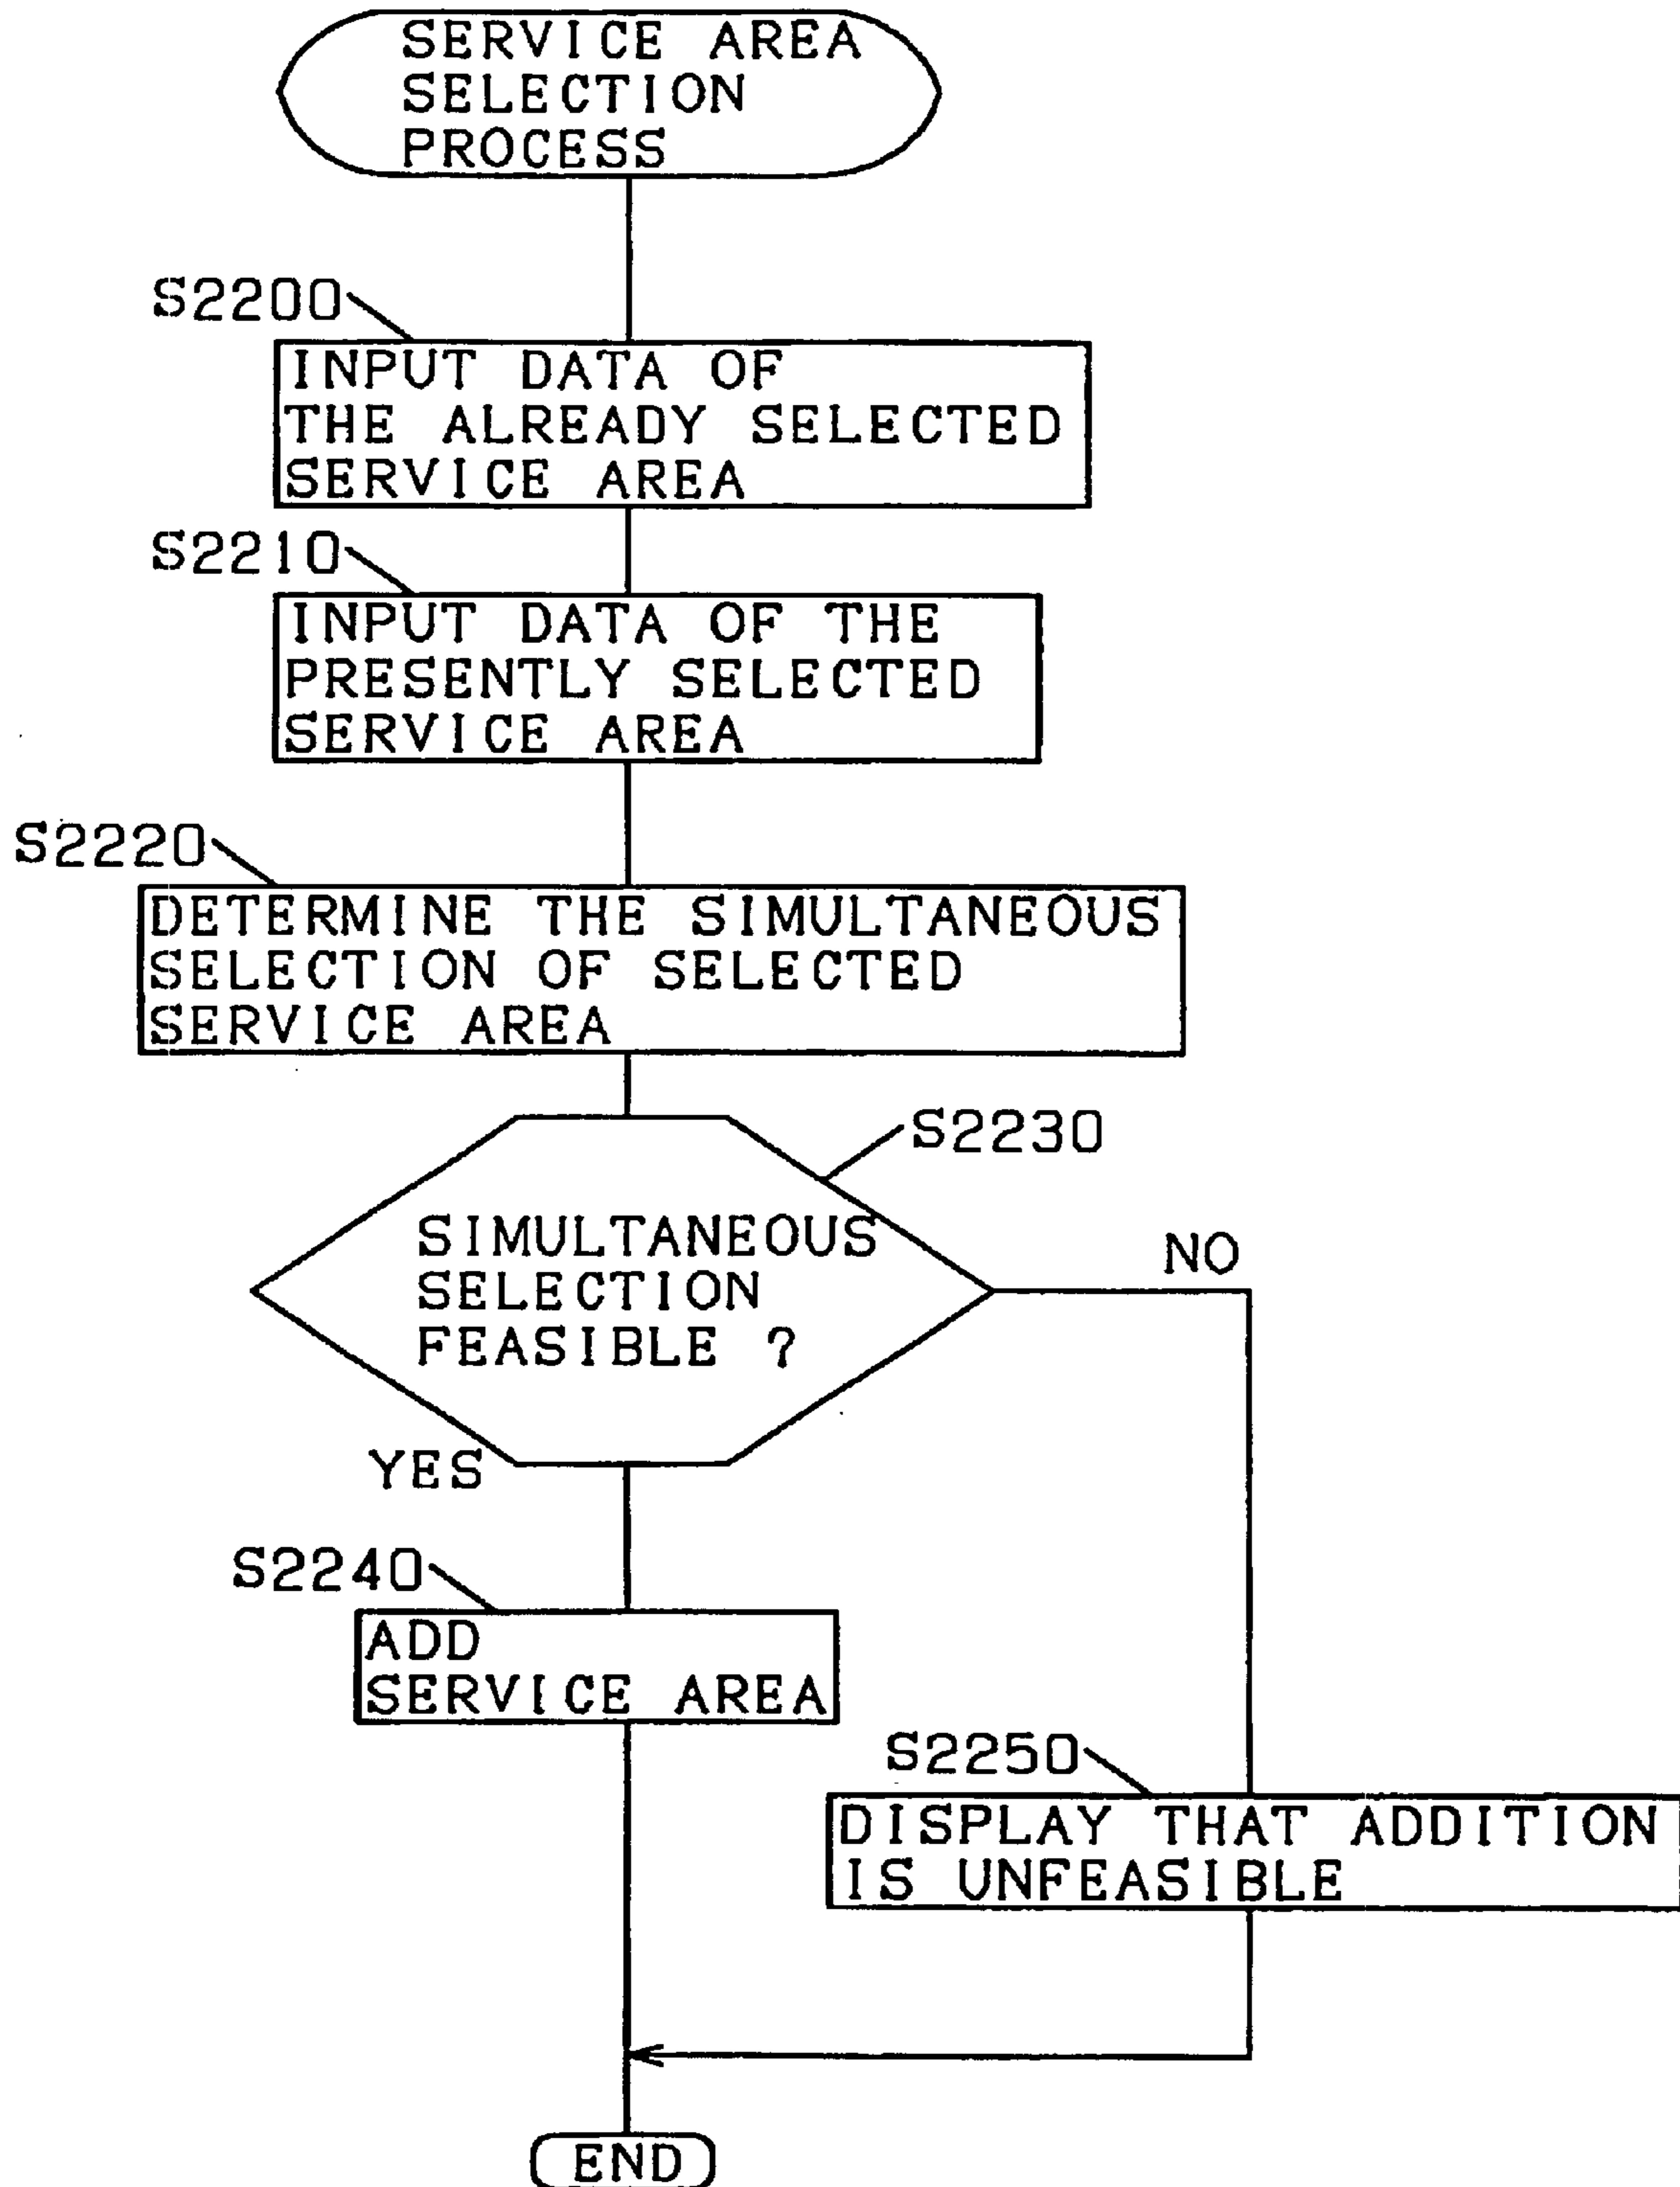 SERVICE AREA
SELECTION
PROCESS
S2200
INPUT DATA OF
THE ALREADY SELECTED
SERVICE AREA
S2210
INPUT DATA OF THE
PRESENTLY SELECTED
SERVICE AREA
S2220
DETERMINE THE SIMULTANEOUS
SELECTION OF SELECTED
SERVICE AREA
S2230
SIMULTANEOUS
SELECTION
FEASIBLE ?
NO
YES
S2240
ADD
SERVICE AREA
S2250
DISPLAY THAT ADDITION
IS UNFEASIBLE
END